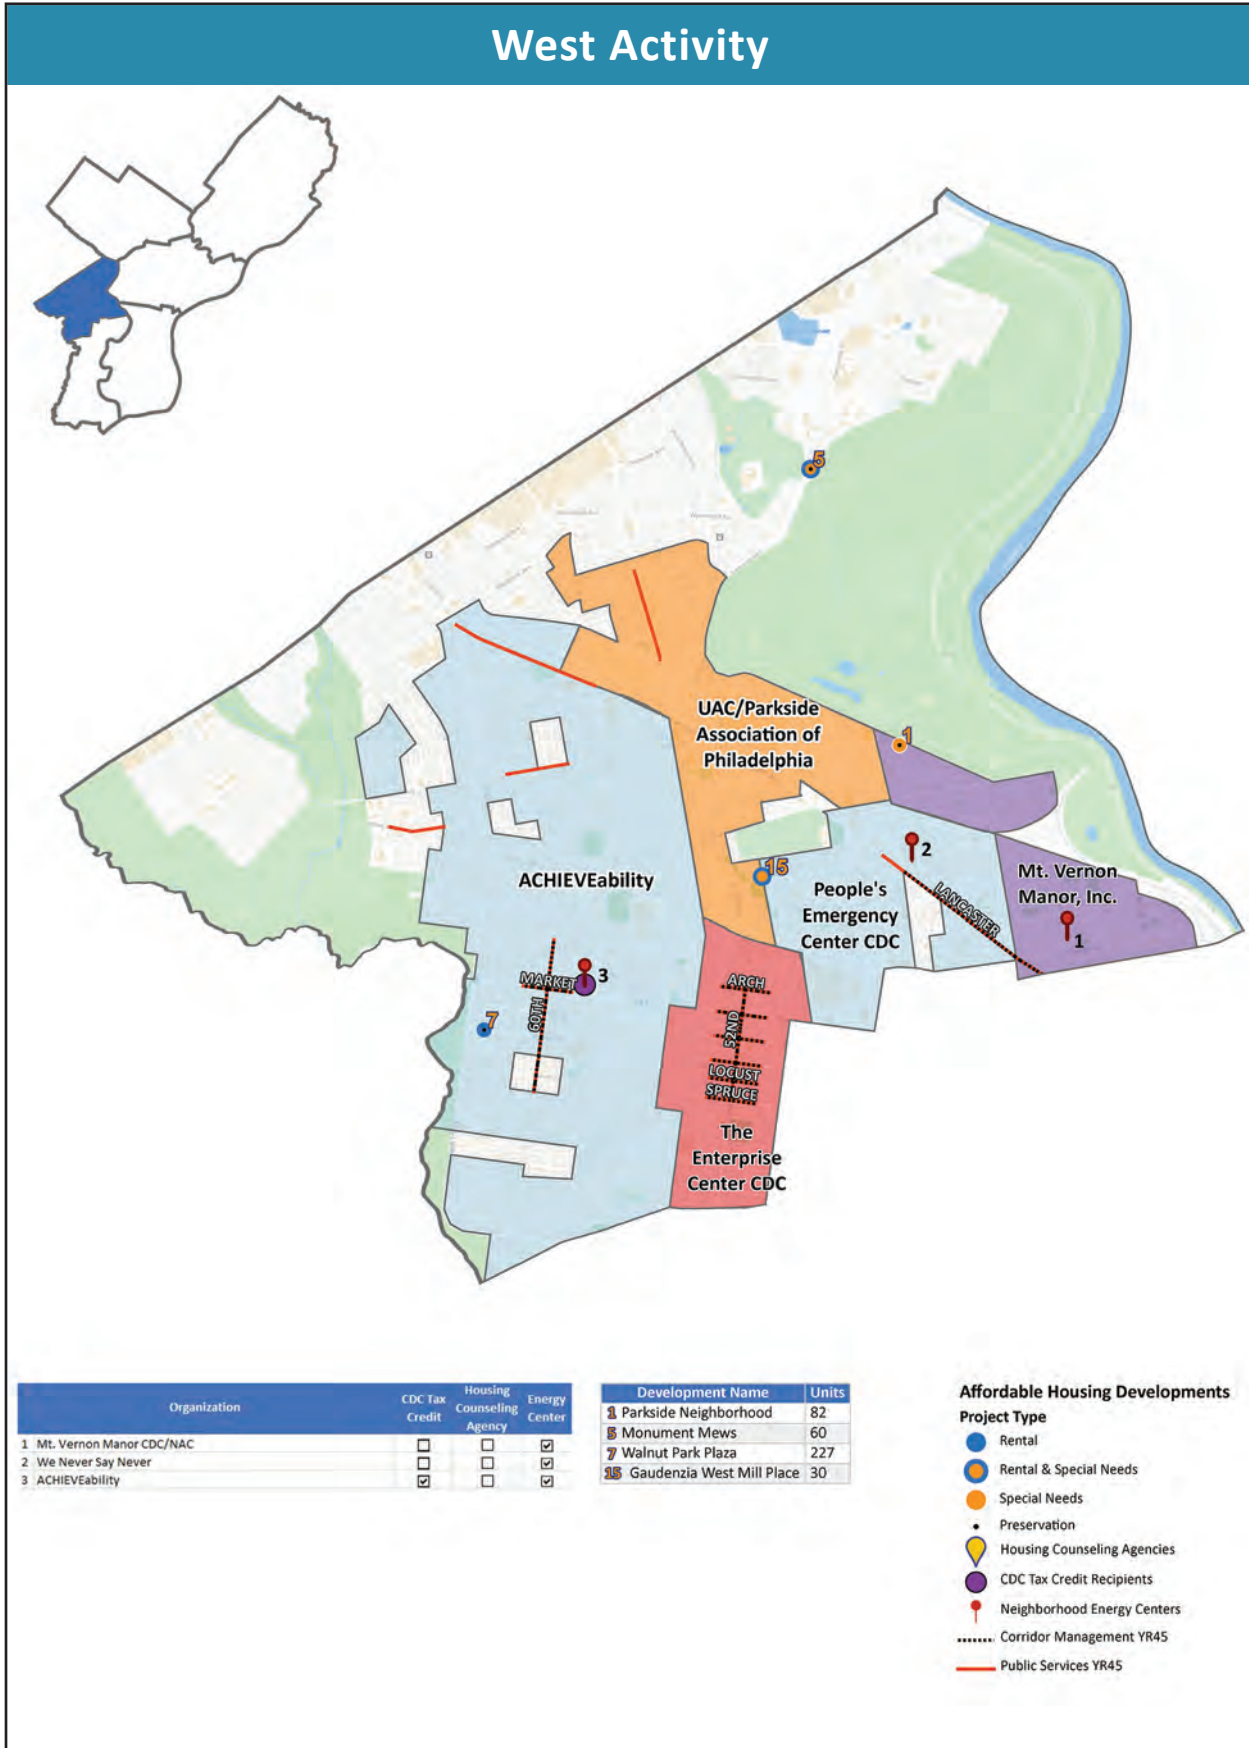 West Activity
5
UAC/Parkside
Association of
Philadelphia
1
2
15
ACHIEVEability
People's
Emergency
Center CDC
LANCASTER
Mt. Vernon
Manor, Inc.
1
3
MARKET
60TH
7
ARCH
52ND
LOCUST
SPRUCE
The
Enterprise
Center CDC
Organization CDC Tax Credit Housing Counseling Agency Energy Center
1 Mt. Vernon Manor CDC/NAC
2 We Never Say Never
3 ACHIEVEability
Development Name Units
1 Parkside Neighborhood 82
5 Monument Mews 60
7 Walnut Park Plaza 227
15 Gaudenzia West Mill Place 30
Affordable Housing Developments
Project Type
Rental
Rental & Special Needs
Special Needs
Preservation
Housing Counseling Agencies
CDC Tax Credit Recipients
Neighborhood Energy Centers
Corridor Management YR45
Public Services YR45